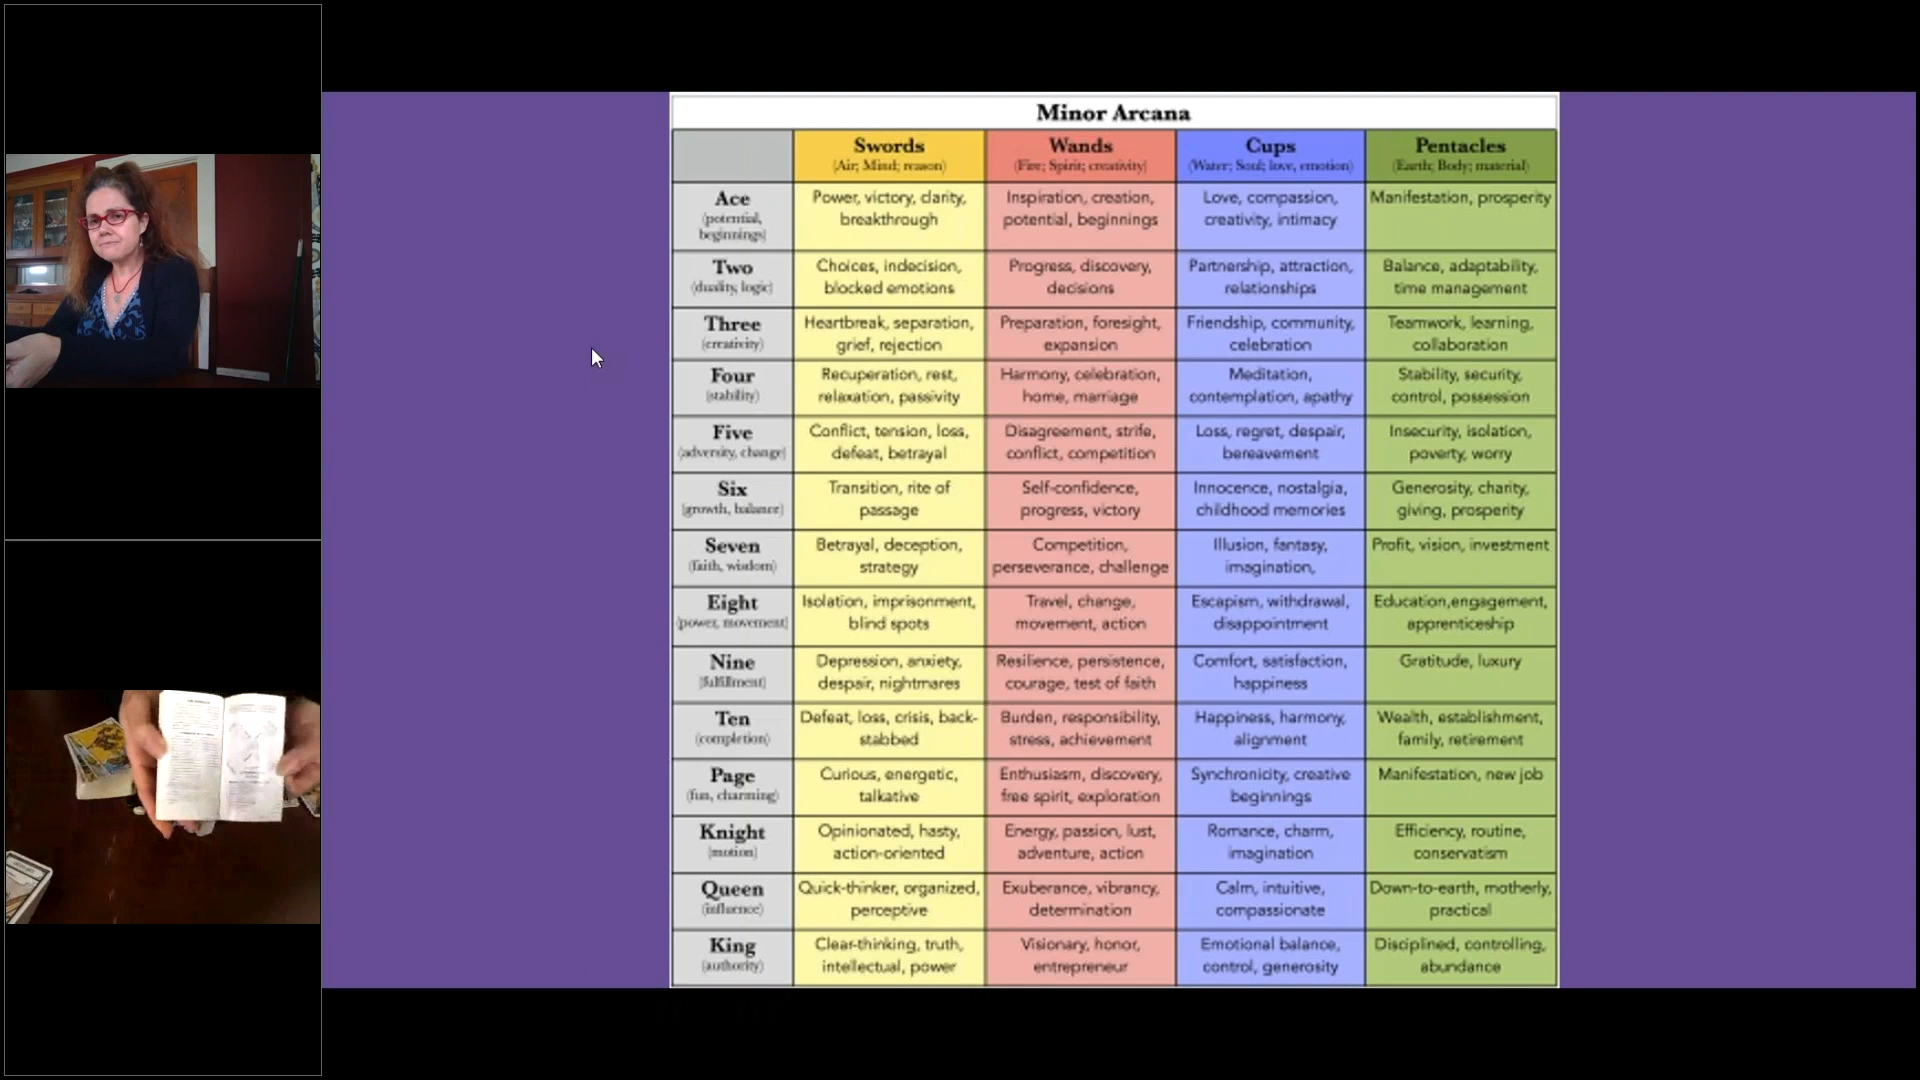 Minor Arcana
Swords
(Air; Mind; reason)
Wands
(Fire; Spirit; creativity)
Cups
(Water; Soul; love, emotion)
Pentacles
(Earth; Body; material)
Ace
(potential,
beginnings)
Power, victory, clarity,
breakthrough
Inspiration, creation,
potential, beginnings
Love, compassion,
creativity, intimacy
Manifestation, prosperity
Two
(duality, logic)
Choices, indecision,
blocked emotions
Progress, discovery,
decisions
Partnership, attraction,
relationships
Balance, adaptability,
time management
Three
(creativity)
Heartbreak, separation,
grief, rejection
Preparation, foresight,
expansion
Friendship, community,
celebration
Teamwork, learning,
collaboration
Four
(stability)
Recuperation, rest,
relaxation, passivity
Harmony, celebration,
home, marriage
Meditation,
contemplation, apathy
Stability, security,
control, possession
Five
(adversity, change)
Conflict, tension, loss,
defeat, betrayal
Disagreement, strife,
conflict, competition
Loss, regret, despair,
bereavement
Insecurity, isolation,
poverty, worry
Six
(growth, balance)
Transition, rite of
passage
Self-confidence,
progress, victory
Innocence, nostalgia,
childhood memories
Generosity, charity,
giving, prosperity
Seven
(faith, wisdom)
Betrayal, deception,
strategy
Competition,
perseverance, challenge
Illusion, fantasy,
imagination,
Profit, vision, investment
Eight
(power, movement)
Isolation, imprisonment,
blind spots
Travel, change,
movement, action
Escapism, withdrawal,
disappointment
Education,engagement,
apprenticeship
Nine
(fulfillment)
Depression, anxiety,
despair, nightmares
Resilience, persistence,
courage, test of faith
Comfort, satisfaction,
happiness
Gratitude, luxury
Ten
(completion)
Defeat, loss, crisis, back-
stabbed
Burden, responsibility,
stress, achievement
Happiness, harmony,
alignment
Wealth, establishment,
family, retirement
Page
(fun, charming)
Curious, energetic,
talkative
Enthusiasm, discovery,
free spirit, exploration
Synchronicity, creative
beginnings
Manifestation, new job
Knight
(motion)
Opinionated, hasty,
action-oriented
Energy, passion, lust,
adventure, action
Romance, charm,
imagination
Efficiency, routine,
conservatism
Queen
(influence)
Quick-thinker, organized,
perceptive
Exuberance, vibrancy,
determination
Calm, intuitive,
compassionate
Down-to-earth, motherly,
practical
King
(authority)
Clear-thinking, truth,
intellectual, power
Visionary, honor,
entrepreneur
Emotional balance,
control, generosity
Disciplined, controlling,
abundance